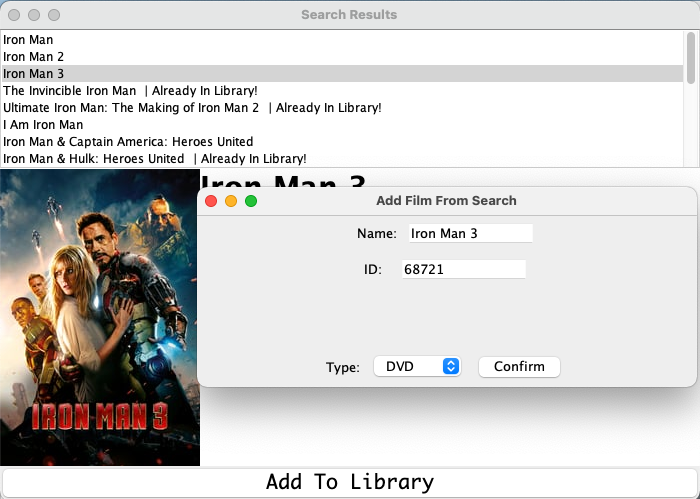 Search Results
Iron Man
Iron Man 2
Iron Man 3
The Invincible Iron Man | Already In Library!
Ultimate Iron Man: The Making of Iron Man 2 | Already In Library!
I Am Iron Man
Iron Man & Captain America: Heroes United
Iron Man & Hulk: Heroes United | Already In Library!
Iron Man 3
Add Film From Search
Name: Iron Man 3
ID: 68721
Type: DVD Confirm
IRON MAN 3
Add To Library